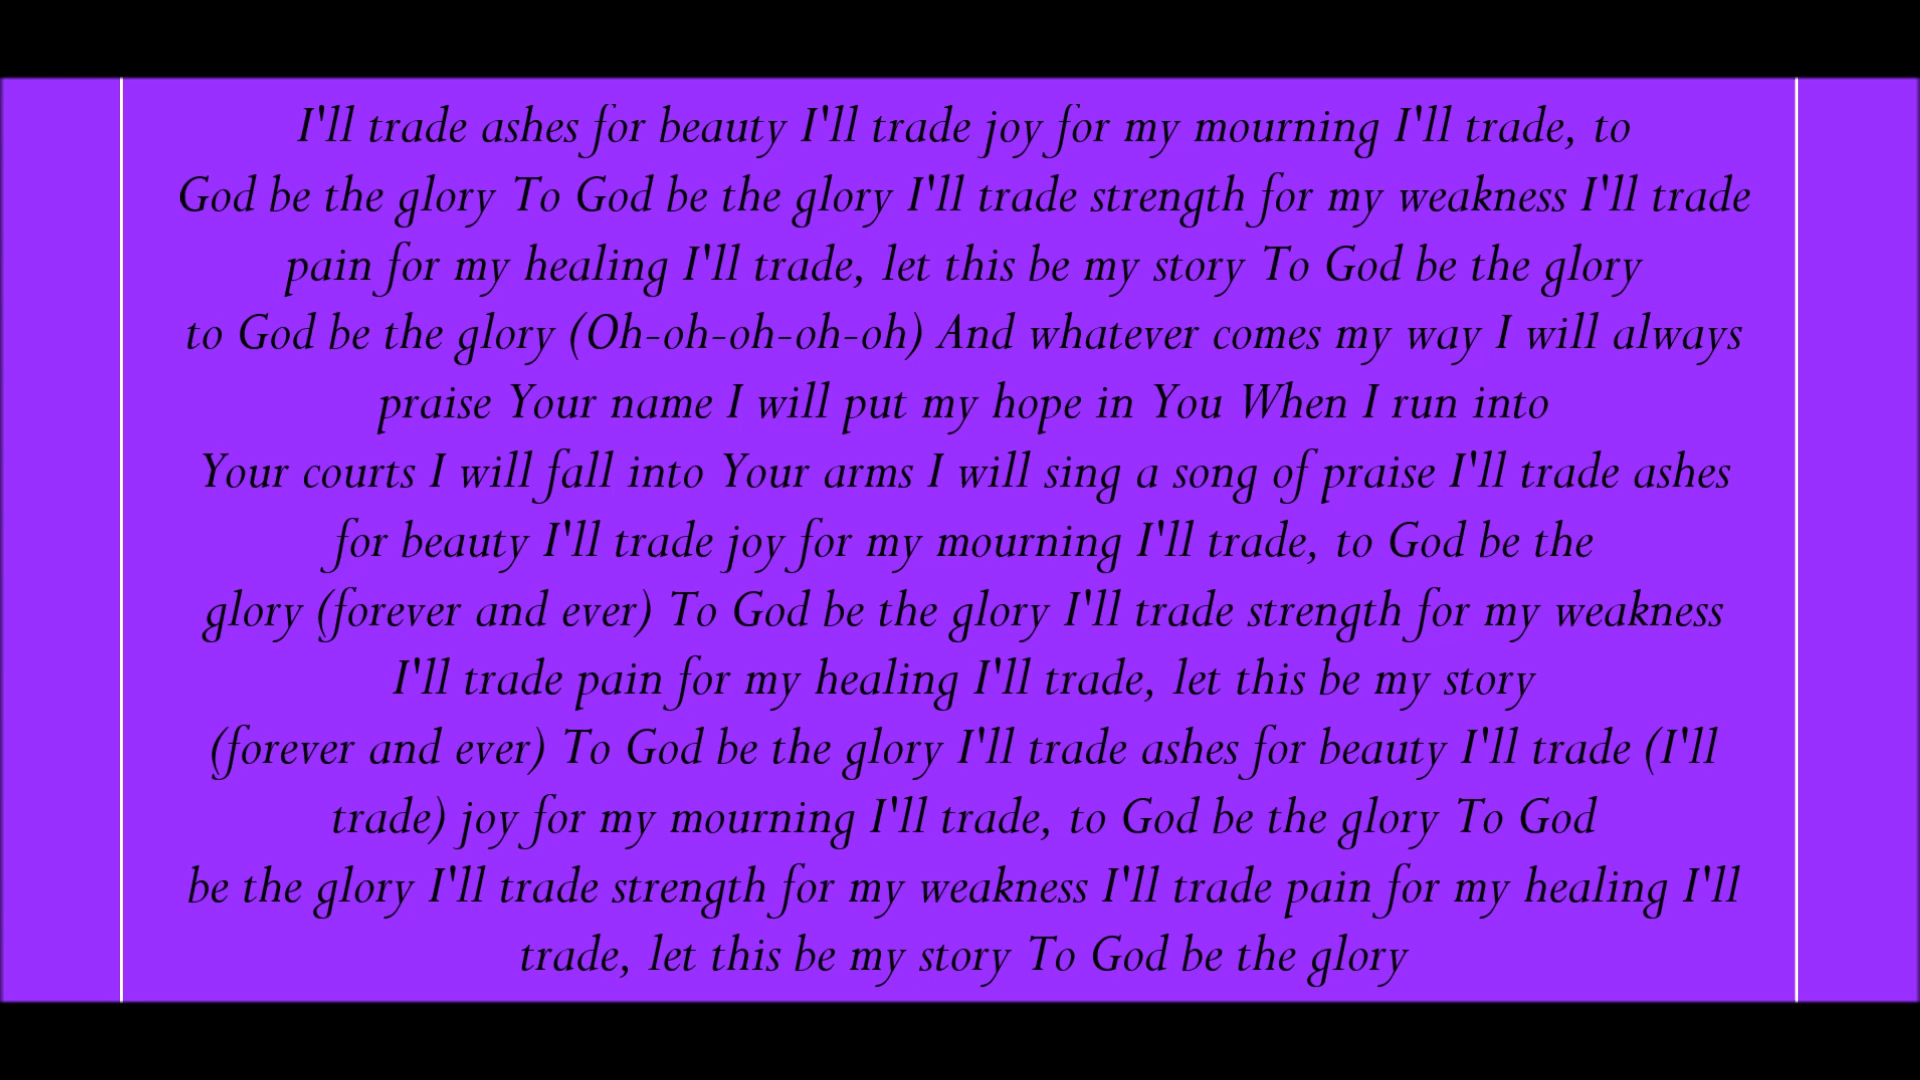 I'll trade ashes for beauty I'll trade joy for my mourning I'll trade, to
God be the glory To God be the glory I'll trade strength for my weakness I'll trade
pain for my healing I'll trade, let this be my story To God be the glory
to God be the glory (Oh-oh-oh-oh-oh) And whatever comes my way I will always
praise Your name I will put my hope in You When I run into
Your courts I will fall into Your arms I will sing a song of praise I'll trade ashes
for beauty I'll trade joy for my mourning I'll trade, to God be the
glory (forever and ever) To God be the glory I'll trade strength for my weakness
I'll trade pain for my healing I'll trade, let this be my story
(forever and ever) To God be the glory I'll trade ashes for beauty I'll trade (I'll
trade) joy for my mourning I'll trade, to God be the glory To God
be the glory I'll trade strength for my weakness I'll trade pain for my healing I'll
trade, let this be my story To God be the glory